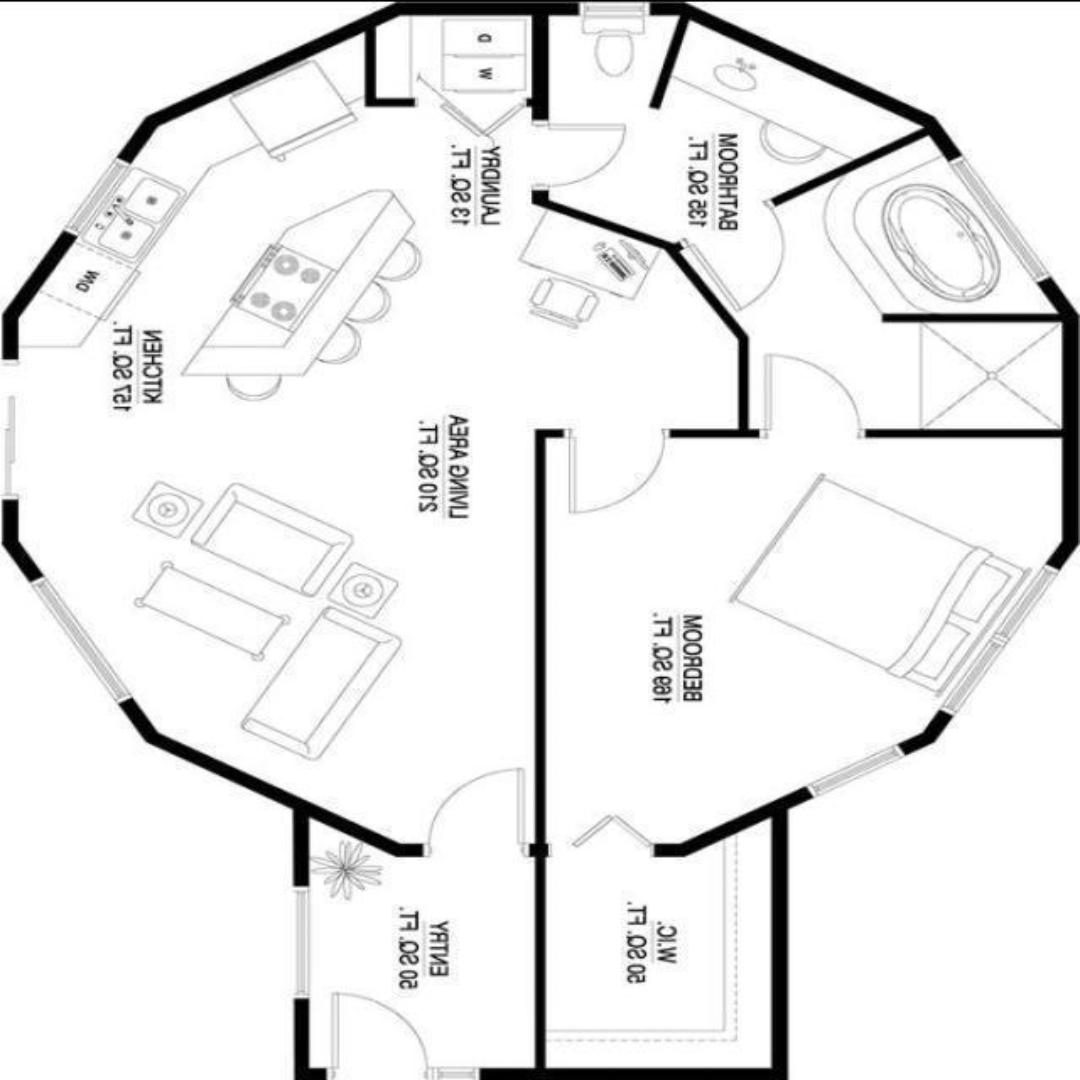 D
W
LAUNDRY
13 SQ. FT.
BATHROOM
135 SQ. FT.
DW
KITCHEN
157 SQ. FT.
LIVING AREA
210 SQ. FT.
BEDROOM
SQ. FT.
ENTRY
50 SQ. FT.
W.I.C.
50 SQ. FT.